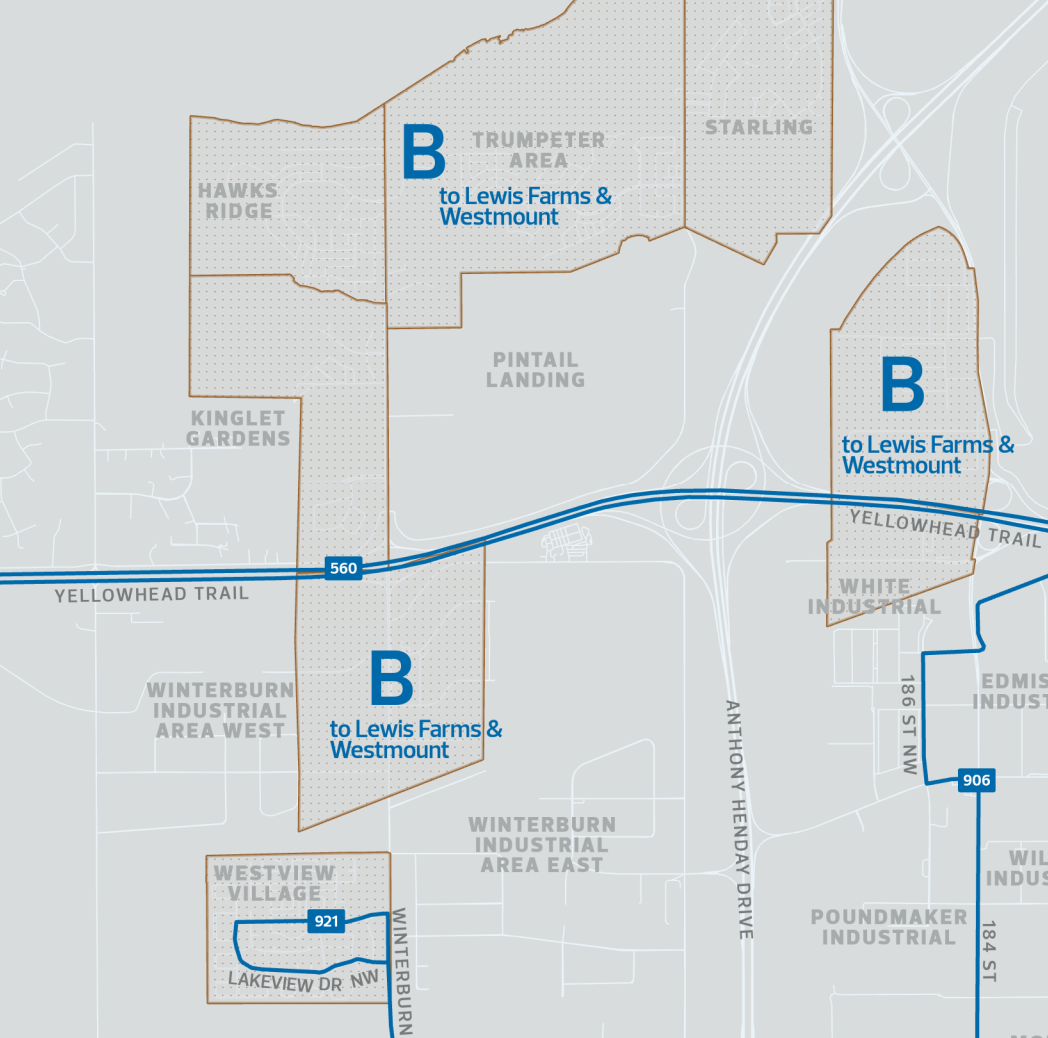 STARLING
B
TRUMPETER
AREA
to Lewis Farms &
Westmount
HAWKS
RIDGE
PINTAIL
LANDING
B
to Lewis Farms &
Westmount
KINGLET
GARDENS
YELLOWHEAD TRAIL
560
YELLOWHEAD TRAIL
WHITE
INDUSTRIAL
B
to Lewis Farms &
Westmount
WINTERBURN
INDUSTRIAL
AREA WEST
186 ST NW
EDMIS
INDUST
ANTHONY HENDAY DRIVE
906
WINTERBURN
INDUSTRIAL
AREA EAST
WIL
INDUS
WESTVIEW
VILLAGE
921
LAKEVIEW DR NW
WINTERBURN
POUNDMAKER
INDUSTRIAL
184 ST